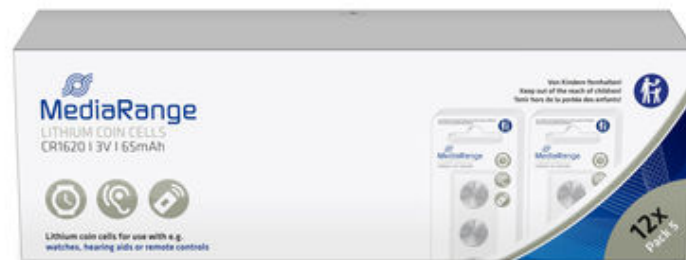 MediaRange
LITHIUM COIN CELLS
CR1620 | 3V | 65mAh
Von Kindern fernhalten!
Keep out of the reach of children!
Tenir hors de la portée des enfants!
MediaRange
MediaRange
Lithium coin cells for use with e.g.
watches, hearing aids or remote controls
12x
Pack 5